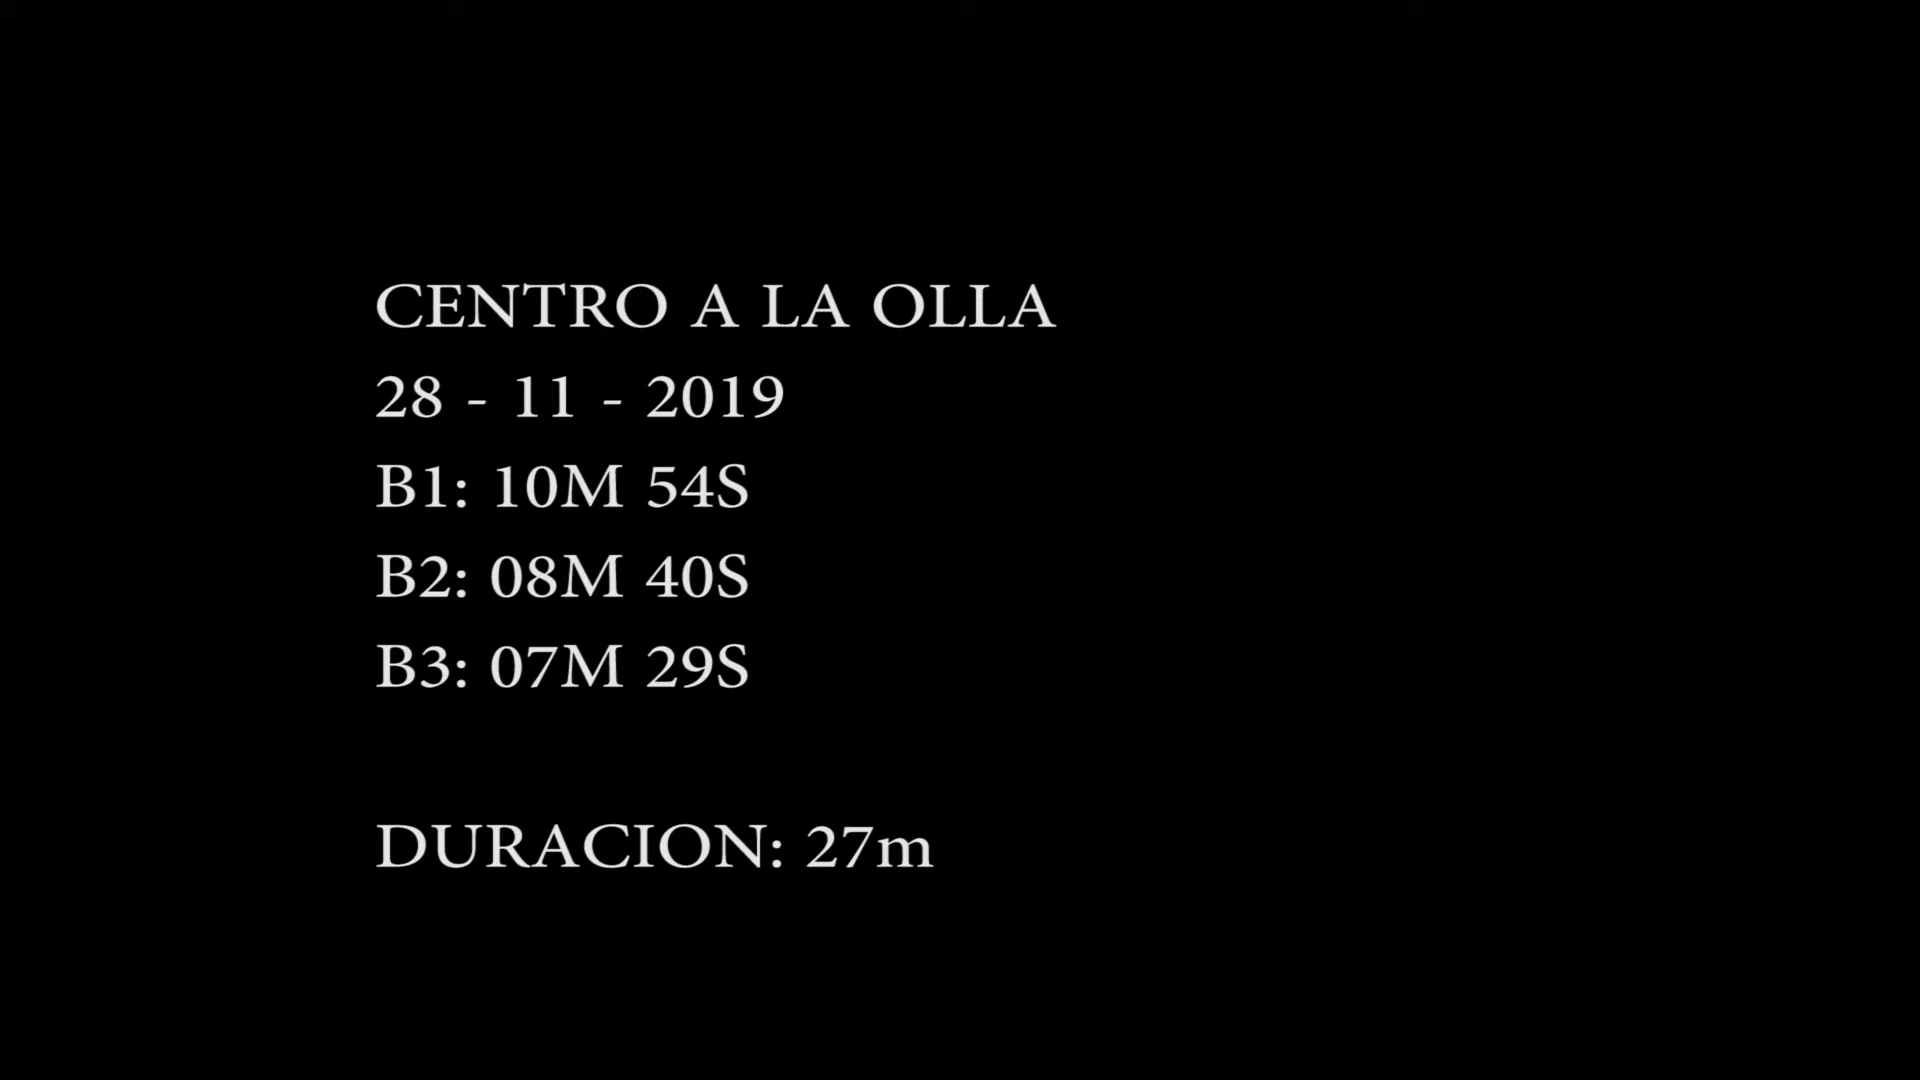 CENTRO A LA OLLA
28 - 11 - 2019
B1: 10M 54S
B2: 08M 40S
B3: 07M 29S
DURACION: 27m